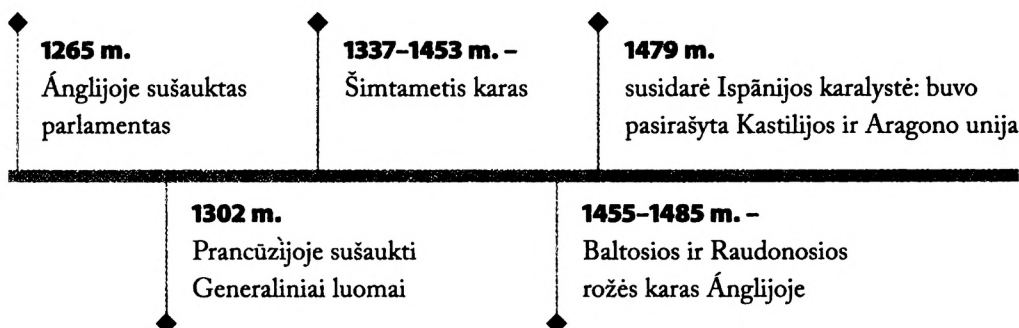 1265 m.
Ánglijoje sušauktas
parlamentas
1337–1453 m. –
Šimtametis karas
1479 m.
susidarė Ispãnijos karalystė: buvo
pasirašyta Kastilijos ir Aragono unija
1302 m.
Prancūzìjoje sušaukti
Generaliniai luomai
1455–1485 m. –
Baltosios ir Raudonosios
rožės karas Ánglijoje